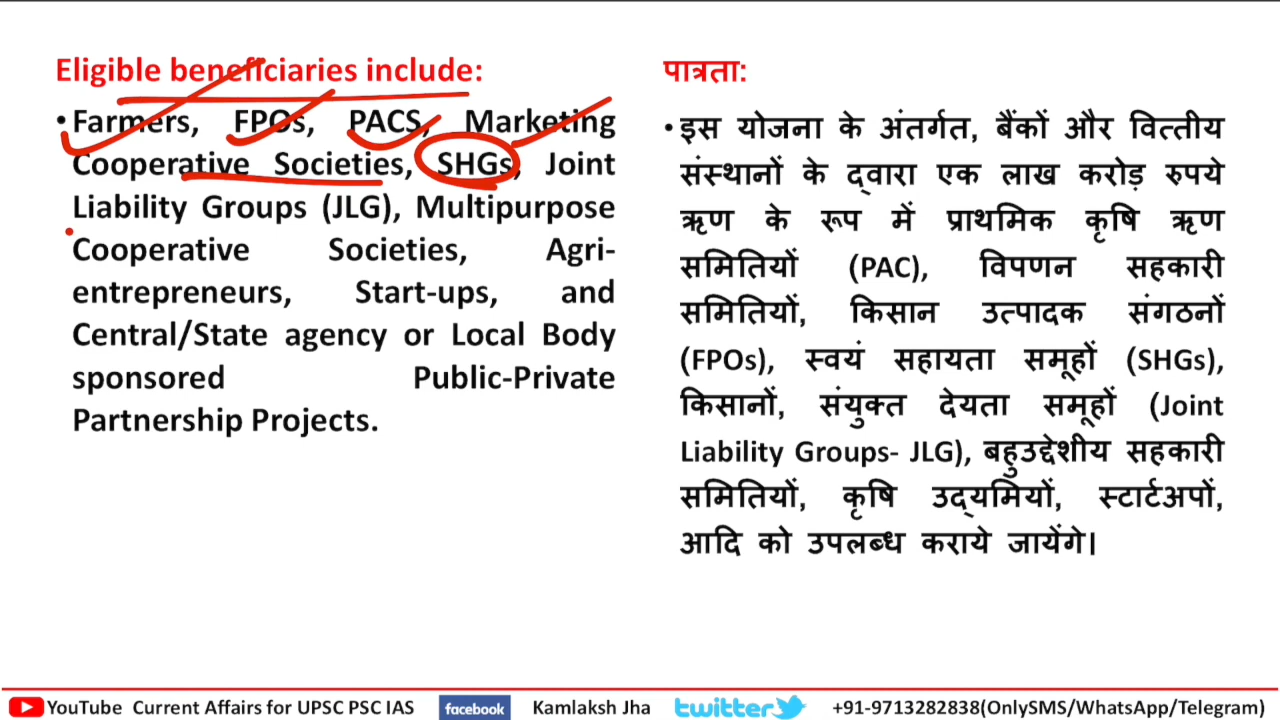 Eligible beneficiaries include:
• Farmers, FPOs, PACS, Marketing
Cooperative Societies, SHGs, Joint
Liability Groups (JLG), Multipurpose
Cooperative Societies, Agri-
entrepreneurs, Start-ups, and
Central/State agency or Local Body
sponsored Public-Private
Partnership Projects.
पात्रता:
• इस योजना के अंतर्गत, बैंकों और वित्तीय
संस्थानों के द्वारा एक लाख करोड़ रुपये
ऋण के रूप में प्राथमिक कृषि ऋण
समितियों (PAC), विपणन सहकारी
समितियों, किसान उत्पादक संगठनों
(FPOs), स्वयं सहायता समूहों (SHGs),
किसानों, संयुक्त देयता समूहों (Joint
Liability Groups- JLG), बहुउद्देशीय सहकारी
समितियों, कृषि उद्यमियों, स्टार्टअपों,
आदि को उपलब्ध कराये जायेंगे।
YouTube Current Affairs for UPSC PSC IAS facebook Kamlaksh Jha twitter +91-9713282838(OnlySMS/WhatsApp/Telegram)